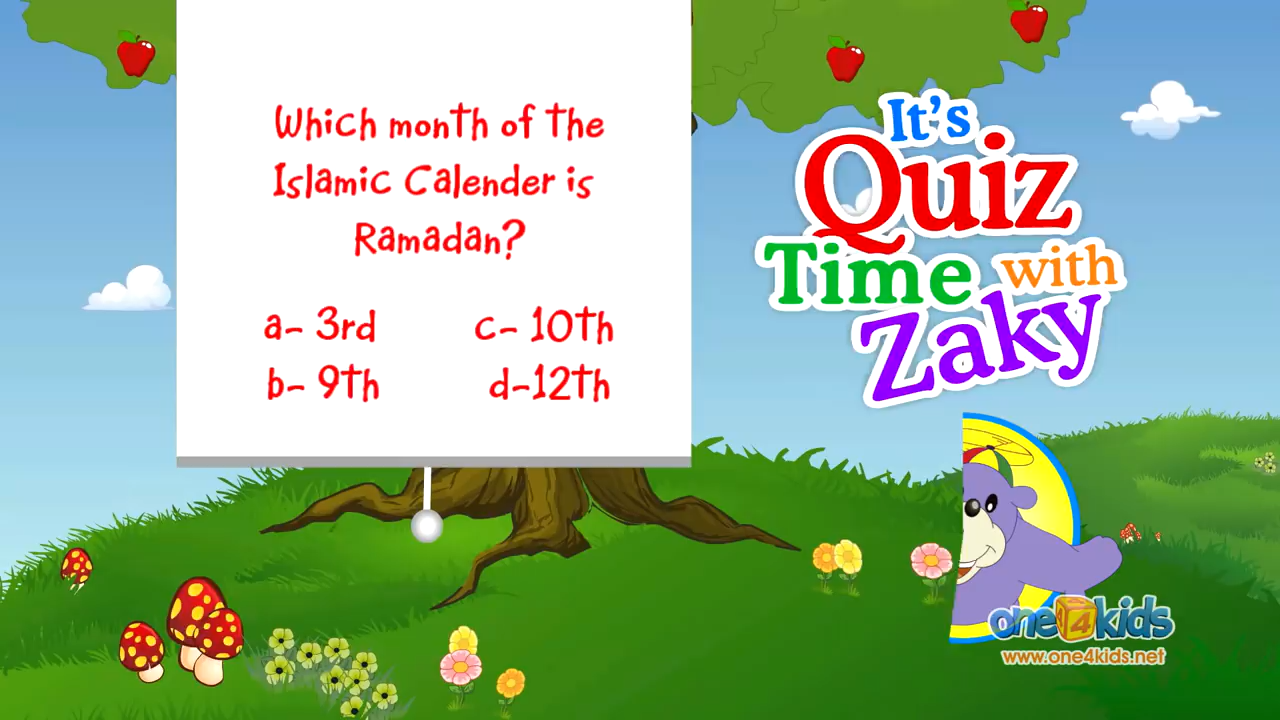 Which month of the
Islamic Calender is
Ramadan?
a- 3rd
c- 10th
b- 9th
d-12th
It's
Quiz
Time with
Zaky
one4kids
www.one4kids.net